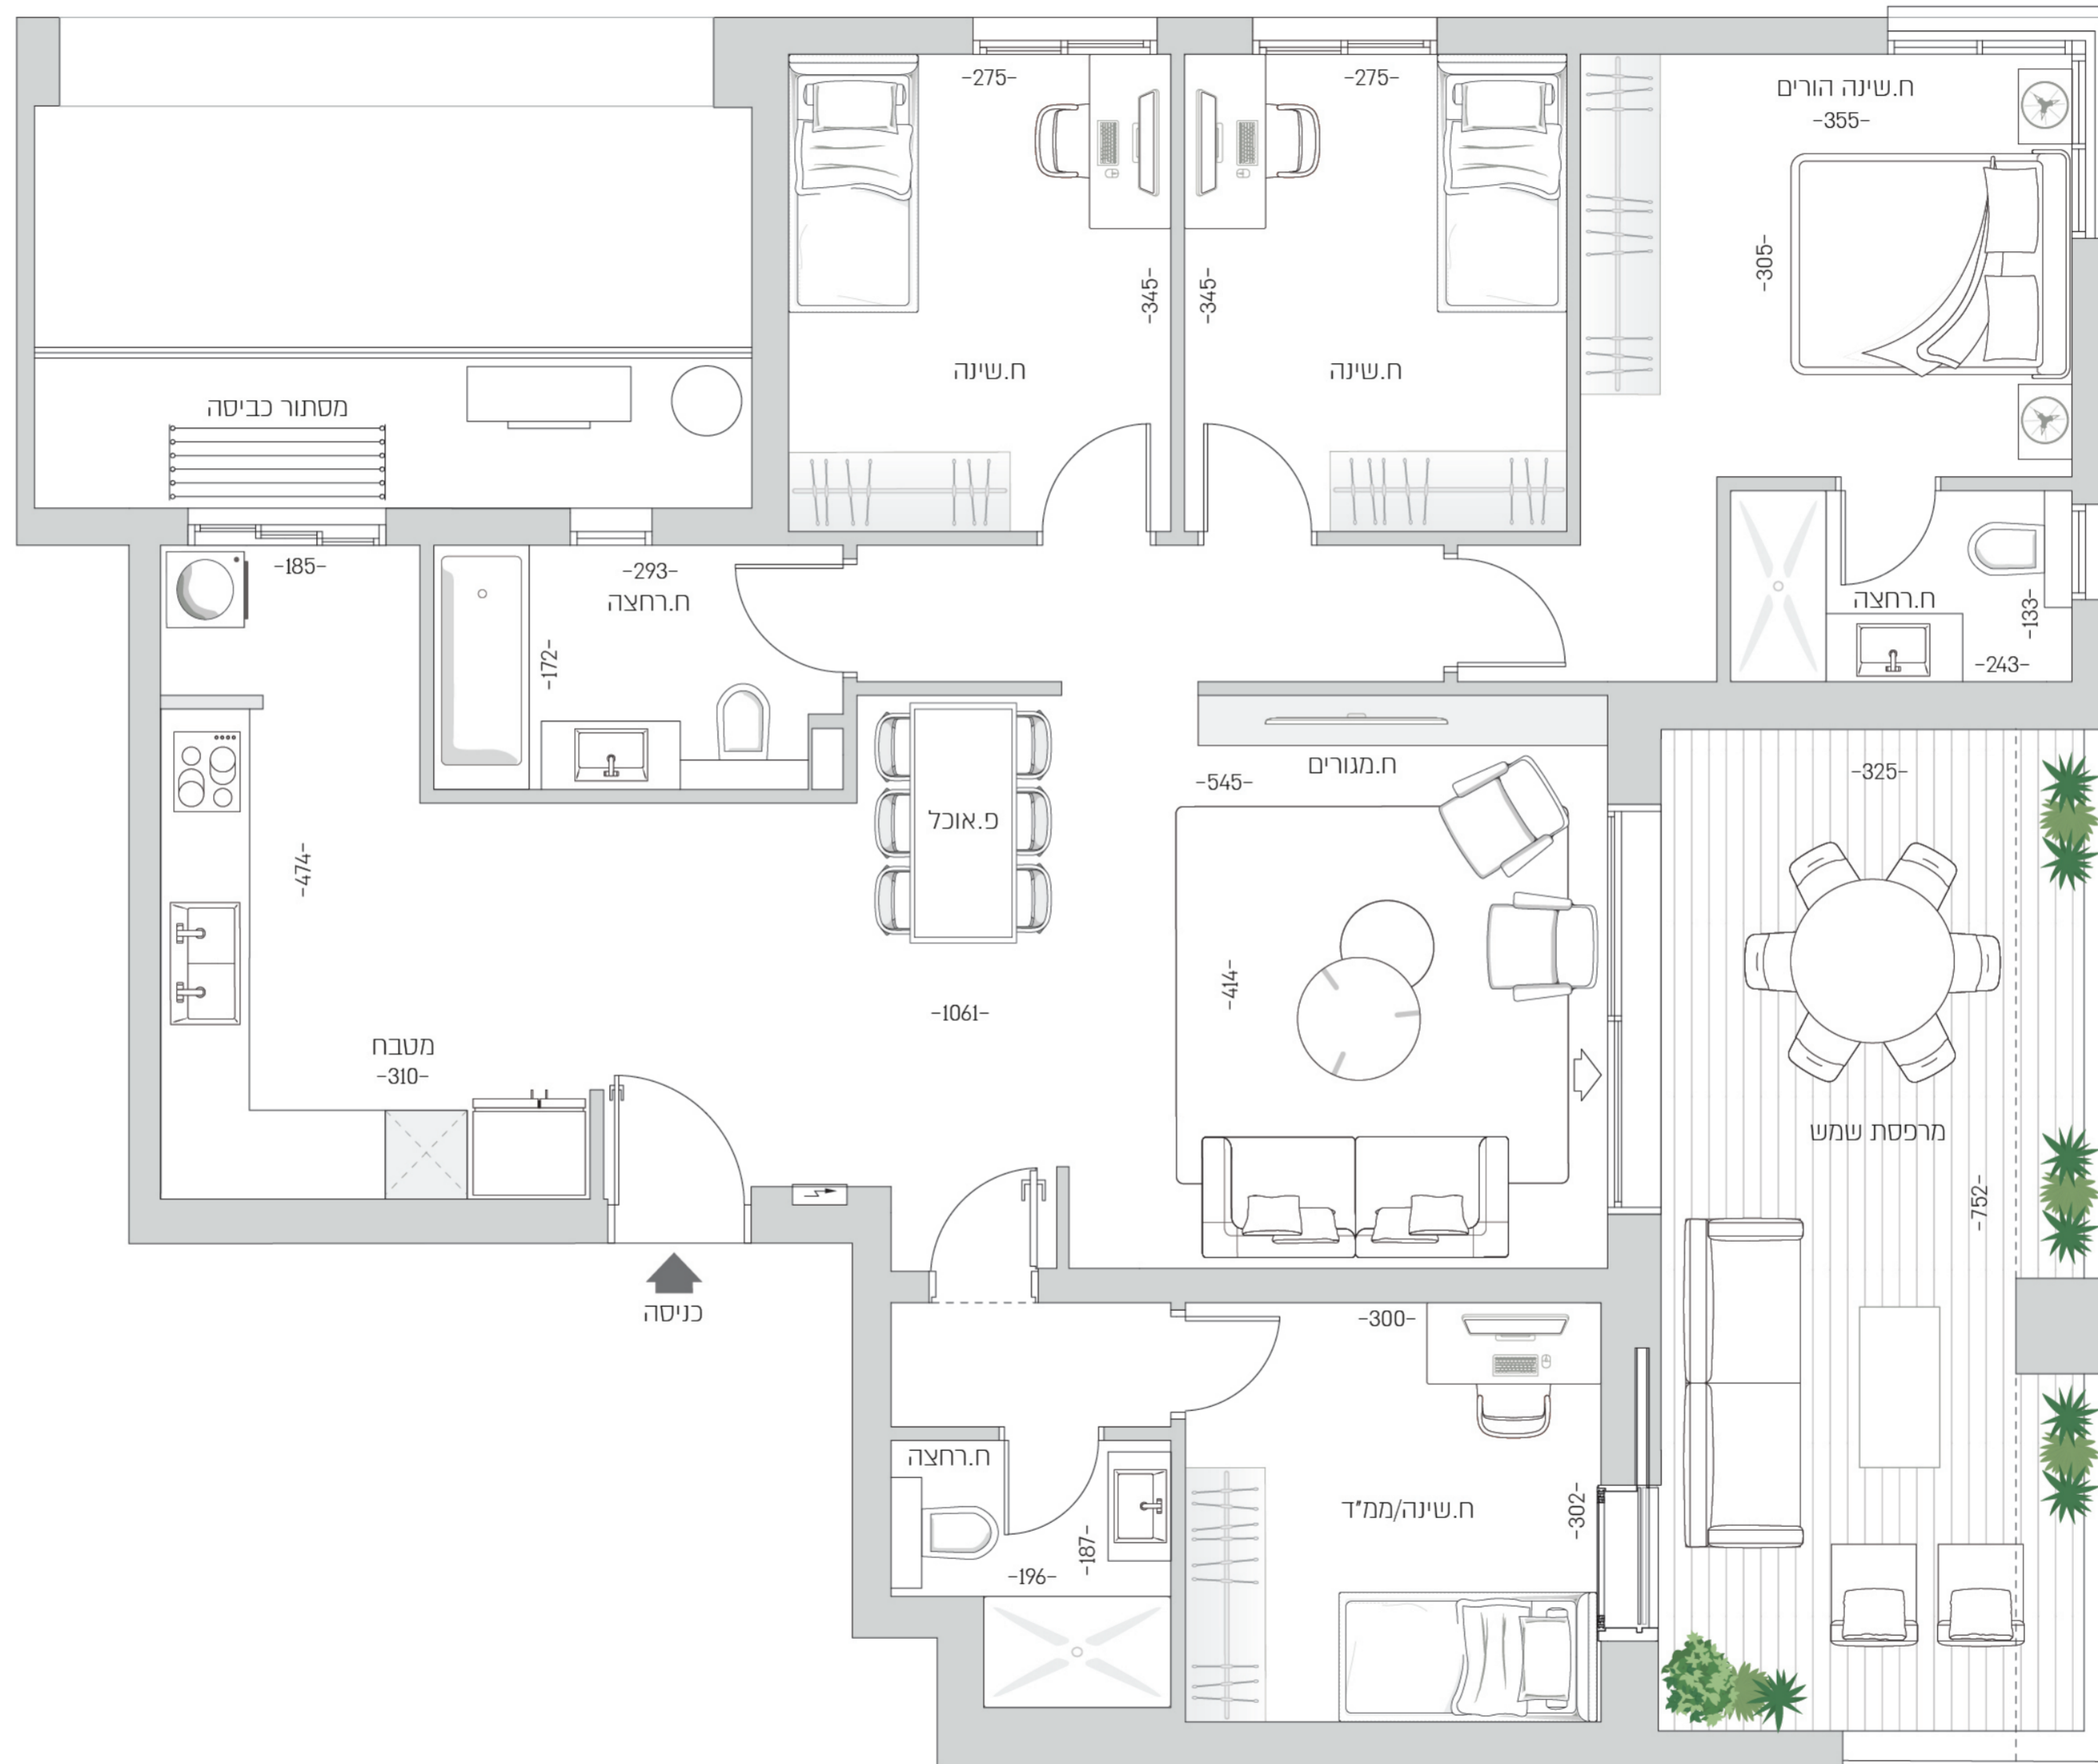 -275-
-275-
ח.שינה הורים
-355-
-305-
-345-
-345-
ח.שינה
ח.שינה
מסתור כביסה
-185-
-293-
ח.רחצה
-172-
ח.רחצה
-133-
-243-
ח.מגורים
-545-
-325-
פ.אוכל
-474-
-414-
-1061-
מטבח
-310-
מרפסת שמש
-752-
כניסה
-300-
ח.רחצה
ח.שינה/ממ"ד
-302-
-187-
-196-